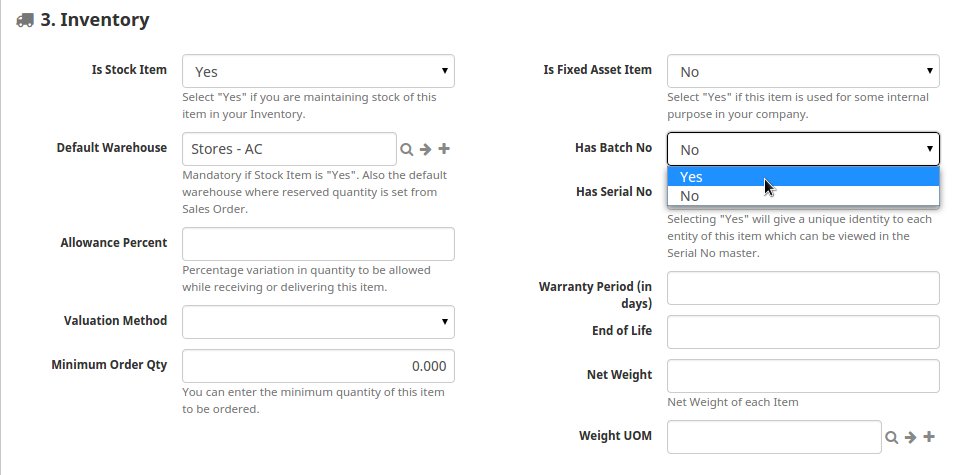 3. Inventory
Is Stock Item
Yes
Select "Yes" if you are maintaining stock of this
item in your Inventory.
Default Warehouse
Stores - AC
Mandatory if Stock Item is "Yes". Also the default
warehouse where reserved quantity is set from
Sales Order.
Allowance Percent
Percentage variation in quantity to be allowed
while receiving or delivering this item.
Valuation Method
Minimum Order Qty
0.000
You can enter the minimum quantity of this item
to be ordered.
Is Fixed Asset Item
No
Select "Yes" if this item is used for some internal
purpose in your company.
Has Batch No
No
Yes
No
Has Serial No
Selecting "Yes" will give a unique identity to each
entity of this item which can be viewed in the
Serial No master.
Warranty Period (in
days)
End of Life
Net Weight
Net Weight of each Item
Weight UOM